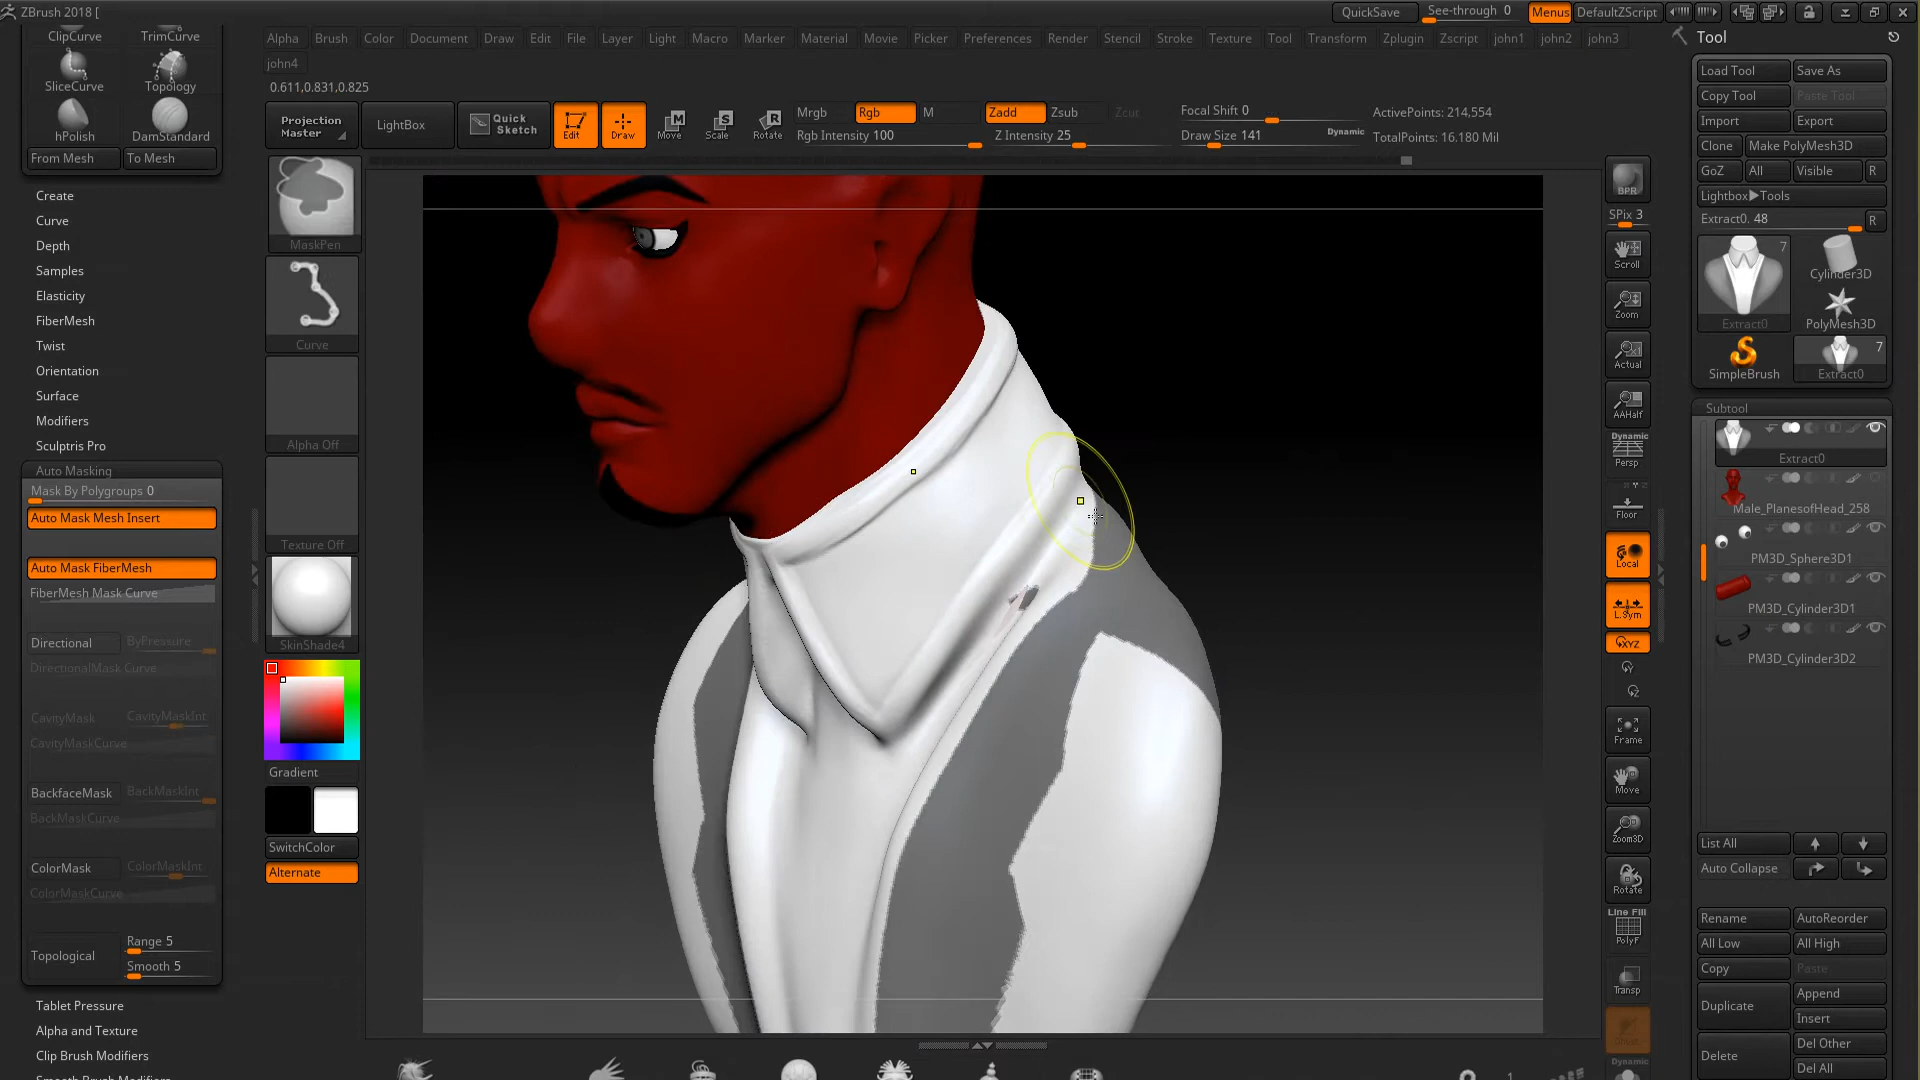 ZBrush 2018 [
QuickSave
See-through 0
Menus
DefaultZScript
Alpha Brush Color Document Draw Edit File Layer Light Macro Marker Material Movie Picker Preferences Render Stencil Stroke Texture Tool Transform Zplugin Zscript john1 john2 john3
john4
0.611,0.831,0.825
ClipCurve TrimCurve
SliceCurve Topology
hPolish DamStandard
From Mesh To Mesh
Create
Curve
Depth
Samples
Elasticity
FiberMesh
Twist
Orientation
Surface
Modifiers
Sculptris Pro
Auto Masking
Mask By Polygroups 0
Auto Mask Mesh Insert
Auto Mask FiberMesh
FiberMesh Mask Curve
Directional ByPressure
DirectionalMask Curve
CavityMask CavityMaskInt
CavityMaskCurve
BackfaceMask BackMaskInt
BackMaskCurve
ColorMask ColorMaskInt
ColorMaskCurve
Topological
Range 5
Smooth 5
Tablet Pressure
Alpha and Texture
Clip Brush Modifiers
Smooth Brush Modifiers
Projection
Master
LightBox
Quick
Sketch
Edit
Draw
Move
Scale
Rotate
Mrgb Rgb M
Rgb Intensity 100
Zadd Zsub Zcut
Z Intensity 25
Focal Shift 0
Draw Size 141
Dynamic
ActivePoints: 214,554
TotalPoints: 16.180 Mil
MaskPen
Curve
Alpha Off
Texture Off
SkinShade4
Gradient
SwitchColor
Alternate
BPR
SPix 3
Scroll
Zoom
Actual
AAHalf
Dynamic
Persp
Floor
Local
L.Sym
XYZ
Frame
Move
Zoom3D
Rotate
Line Fill
PolyF
Transp
Dynamic
Tool
Load Tool Save As
Copy Tool Paste Tool
Import Export
Clone Make PolyMesh3D
GoZ All Visible R
Lightbox▶Tools
Extract0. 48 R
7
Extract0
Cylinder3D
PolyMesh3D
SimpleBrush
7
Extract0
Subtool
Extract0
Male_PlanesofHead_258
PM3D_Sphere3D1
PM3D_Cylinder3D1
PM3D_Cylinder3D2
List All
Auto Collapse
Rename AutoReorder
All Low All High
Copy Paste
Duplicate Append
Insert
Delete Del Other
Del All